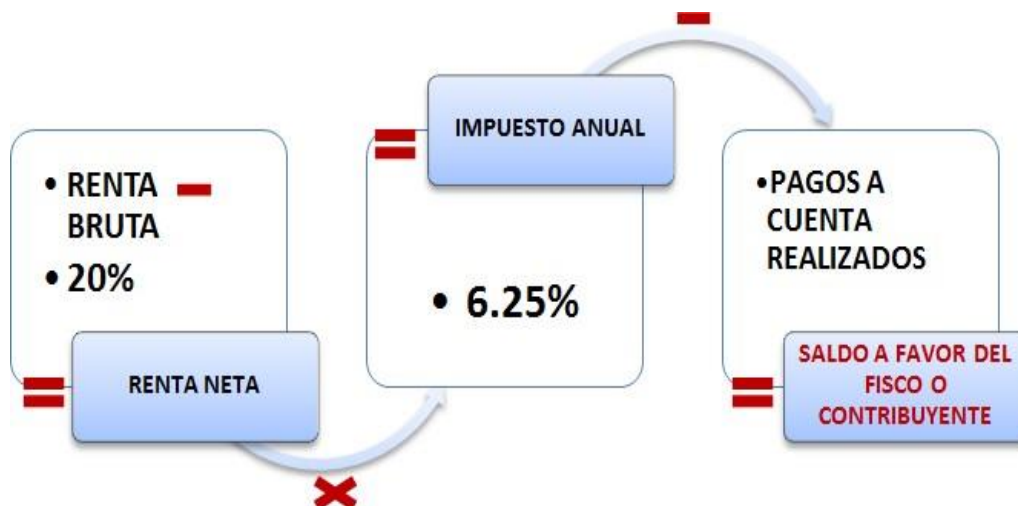 • RENTA
BRUTA
• 20%
RENTA NETA
IMPUESTO ANUAL
• 6.25%
•PAGOS A
CUENTA
REALIZADOS
SALDO A FAVOR DEL
FISCO O
CONTRIBUYENTE